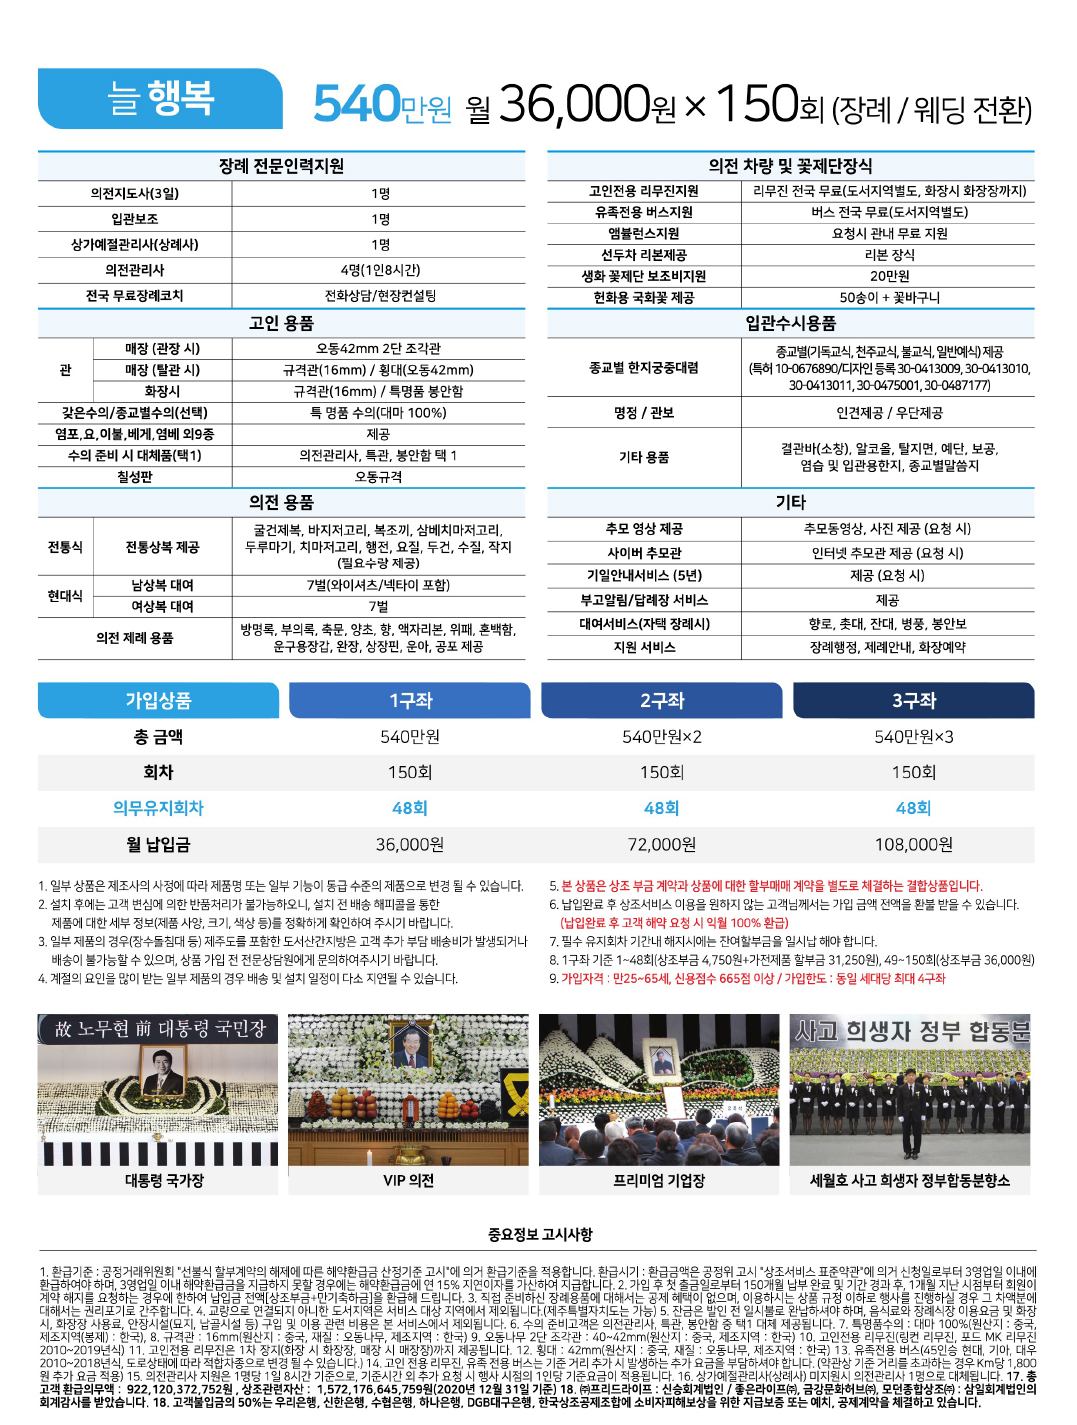 늘 행복
540만원 월 36,000원 × 150회 (장례 / 웨딩 전환)
장례 전문인력지원
의전지도사(3일) 1명
입관보조 1명
상가예절관리사(상례사) 1명
의전관리사 4명(1인8시간)
전국 무료장례코치 전화상담/현장컨설팅
고인 용품
관 매장 (관장 시) 오동42mm 2단 조각관
매장 (탈관 시) 규격관(16mm) / 횡대(오동42mm)
화장시 규격관(16mm) / 특명품 봉안함
갖은수의/종교별수의(선택) 특 명품 수의(대마 100%)
염포,요,이불,베게,염베 외9종 제공
수의 준비 시 대체품(택1) 의전관리사, 특관, 봉안함 택 1
칠성판 오동규격
의전 용품
전통식 전통상복 제공 굴건제복, 바지저고리, 복조끼, 삼베치마저고리,
두루마기, 치마저고리, 행전, 요질, 두건, 수질, 작지
(필요수량 제공)
현대식 남상복 대여 7벌(와이셔츠/넥타이 포함)
여상복 대여 7벌
의전 제례 용품 방명록, 부의록, 축문, 양초, 향, 액자리본, 위패, 혼백함,
운구용장갑, 완장, 상장핀, 운아, 공포 제공
의전 차량 및 꽃제단장식
고인전용 리무진지원 리무진 전국 무료(도서지역별도, 화장시 화장장까지)
유족전용 버스지원 버스 전국 무료(도서지역별도)
앰뷸런스지원 요청시 관내 무료 지원
선두차 리본제공 리본 장식
생화 꽃제단 보조비지원 20만원
헌화용 국화꽃 제공 50송이 + 꽃바구니
입관수시용품
종교별 한지궁중대렴 종교별(기독교식, 천주교식, 불교식, 일반예식) 제공
(특허 10-0676890/디자인 등록 30-0413009, 30-0413010,
30-0413011, 30-0475001, 30-0487177)
명정 / 관보 인견제공 / 우단제공
기타 용품 결관바(소창), 알코올, 탈지면, 예단, 보공,
염습 및 입관용한지, 종교별말씀지
기타
추모 영상 제공 추모동영상, 사진 제공 (요청 시)
사이버 추모관 인터넷 추모관 제공 (요청 시)
기일안내서비스 (5년) 제공 (요청 시)
부고알림/답례장 서비스 제공
대여서비스(자택 장례시) 향로, 촛대, 잔대, 병풍, 봉안보
지원 서비스 장례행정, 제례안내, 화장예약
가입상품 1구좌 2구좌 3구좌
총 금액 540만원 540만원×2 540만원×3
회차 150회 150회 150회
의무유지회차 48회 48회 48회
월 납입금 36,000원 72,000원 108,000원
1. 일부 상품은 제조사의 사정에 따라 제품명 또는 일부 기능이 동급 수준의 제품으로 변경 될 수 있습니다.
2. 설치 후에는 고객 변심에 의한 반품처리가 불가능하오니, 설치 전 배송 해피콜을 통한
제품에 대한 세부 정보(제품 사양, 크기, 색상 등)를 정확하게 확인하여 주시기 바랍니다.
3. 일부 제품의 경우(장수돌침대 등) 제주도를 포함한 도서산간지방은 고객 추가 부담 배송비가 발생되거나
배송이 불가능할 수 있으며, 상품 가입 전 전문상담원에게 문의하여주시기 바랍니다.
4. 계절의 요인을 많이 받는 일부 제품의 경우 배송 및 설치 일정이 다소 지연될 수 있습니다.
5. 본 상품은 상조 부금 계약과 상품에 대한 할부매매 계약을 별도로 체결하는 결합상품입니다.
6. 납입완료 후 상조서비스 이용을 원하지 않는 고객님께서는 가입 금액 전액을 환불 받을 수 있습니다.
(납입완료 후 고객 해약 요청 시 익월 100% 환급)
7. 필수 유지회차 기간내 해지시에는 잔여할부금을 일시납 해야 합니다.
8. 1구좌 기준 1~48회(상조부금 4,750원+가전제품 할부금 31,250원), 49~150회(상조부금 36,000원)
9. 가입자격 : 만25~65세, 신용점수 665점 이상 / 가입한도 : 동일 세대당 최대 4구좌
故 노무현 前 대통령 국민장
사고 희생자 정부 합동분
대통령 국가장
VIP 의전
프리미엄 기업장
세월호 사고 희생자 정부합동분향소
중요정보 고시사항
1. 환급기준 : 공정거래위원회 "선불식 할부계약의 해제에 따른 해약환급금 산정기준 고시"에 의거 환급기준을 적용합니다. 환급시기 : 환급금액은 공정위 고시 "상조서비스 표준약관"에 의거 신청일로부터 3영업일 이내에
환급하여야 하며, 3영업일 이내 해약환급금을 지급하지 못할 경우에는 해약환급금에 연 15% 지연이자를 가산하여 지급합니다. 2. 가입 후 첫 출금일로부터 150개월 납부 완료 및 기간 경과 후, 1개월 지난 시점부터 회원이
계약 해지를 요청하는 경우에 한하여 납입금 전액[상조부금+만기축하금]을 환급해 드립니다. 3. 직접 준비하신 장례용품에 대해서는 공제 혜택이 없으며, 이용하시는 상품 규정 이하로 행사를 진행하실 경우 그 차액분에
대해서는 권리포기로 간주합니다. 4. 교량으로 연결되지 아니한 도서지역은 서비스 대상 지역에서 제외됩니다.(제주특별자치도는 가능) 5. 잔금은 발인 전 일시불로 완납하셔야 하며, 음식료와 장례식장 이용요금 및 화장
시, 화장장 사용료, 안장시설(묘지, 납골시설 등) 구입 및 이용 관련 비용은 본 서비스에서 제외됩니다. 6. 수의 준비고객은 의전관리사, 특관, 봉안함 중 택1 대체 제공됩니다. 7. 특명품수의 : 대마 100%(원산지 : 중국,
제조지역(봉제) : 한국), 8. 규격관 : 16mm(원산지 : 중국, 재질 : 오동나무, 제조지역 : 한국) 9. 오동나무 2단 조각관 : 40~42mm(원산지 : 중국, 제조지역 : 한국) 10. 고인전용 리무진(링컨 리무진, 포드 MK 리무진
2010~2019년식) 11. 고인전용 리무진은 1차 장지(화장 시 화장장, 매장 시 매장장)까지 제공됩니다. 12. 횡대 : 42mm(원산지 : 중국, 재질 : 오동나무, 제조지역 : 한국) 13. 유족전용 버스(45인승 현대, 기아, 대우
2010~2018년식, 도로상태에 따라 적합차종으로 변경 될 수 있습니다.) 14. 고인 전용 리무진, 유족 전용 버스는 기준 거리 추가 시 발생하는 추가 요금을 부담하셔야 합니다. (약관상 기준 거리를 초과하는 경우 Km당 1,800
원 추가 요금 적용) 15. 의전관리사 지원은 1명당 1일 8시간 기준으로, 기준시간 외 추가 요청 시 행사 시점의 1인당 기준요금이 적용됩니다. 16. 상가예절관리사(상례사) 미지원시 의전관리사 1명으로 대체됩니다. 17. 총
고객 환급의무액 : 922,120,372,752원 , 상조관련자산 : 1,572,176,645,759원(2020년 12월 31일 기준) 18. ㈜프리드라이프 : 신승회계법인 / 좋은라이프㈜, 금강문화허브㈜, 모던종합상조㈜ : 삼일회계법인의
회계감사를 받았습니다. 18. 고객불입금의 50%는 우리은행, 신한은행, 수협은행, 하나은행, DGB대구은행, 한국상조공제조합에 소비자피해보상을 위한 지급보증 또는 예치, 공제계약을 체결하고 있습니다.